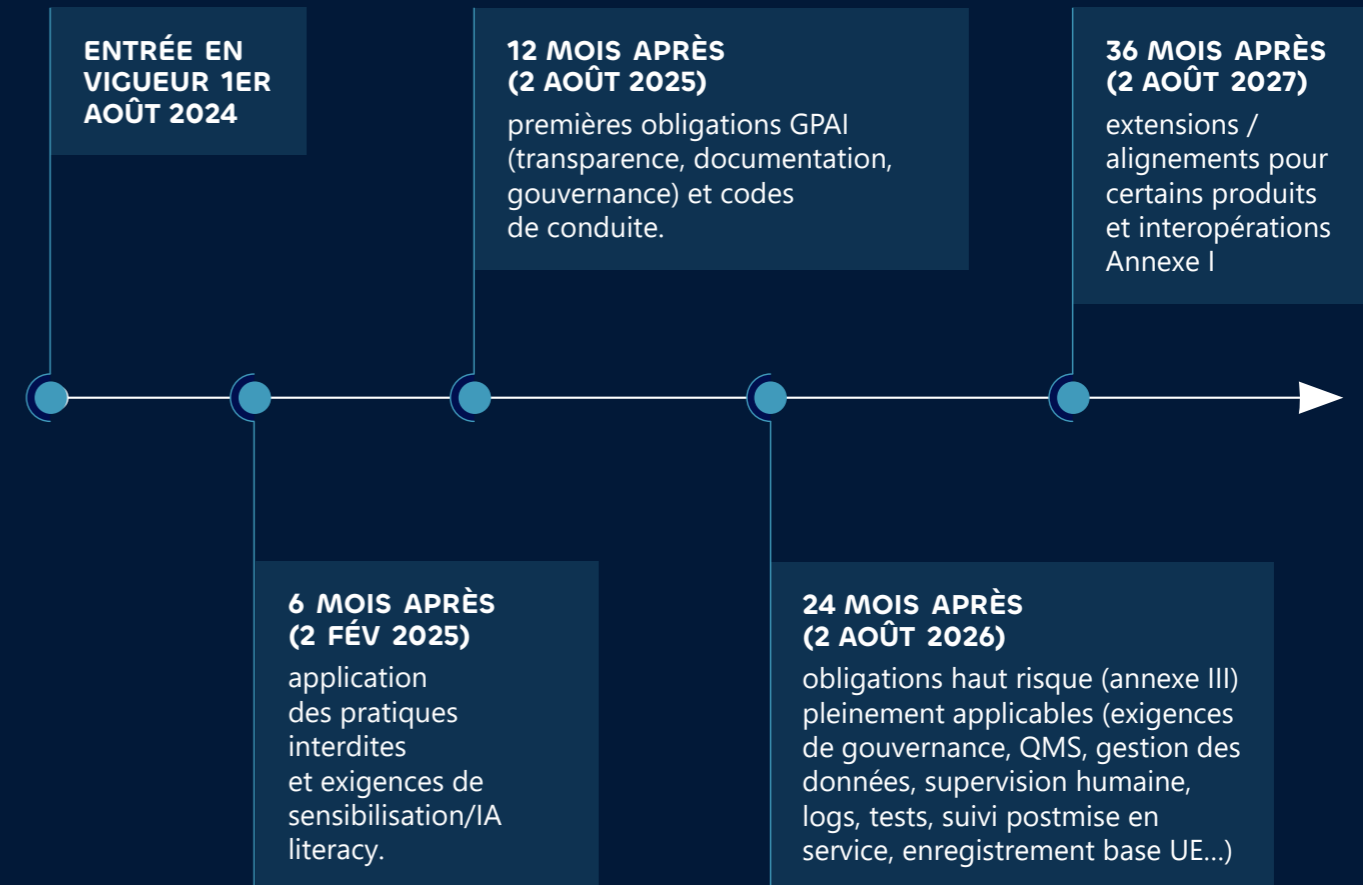 ENTRÉE EN
VIGUEUR 1ER
AOÛT 2024
6 MOIS APRÈS
(2 FÉV 2025)
application
des pratiques
interdites
et exigences de
sensibilisation/IA
literacy.
12 MOIS APRÈS
(2 AOÛT 2025)
premières obligations GPAI
(transparence, documentation,
gouvernance) et codes
de conduite.
24 MOIS APRÈS
(2 AOÛT 2026)
obligations haut risque (annexe III)
pleinement applicables (exigences
de gouvernance, QMS, gestion des
données, supervision humaine,
logs, tests, suivi postmise en
service, enregistrement base UE...)
36 MOIS APRÈS
(2 AOÛT 2027)
extensions /
alignements pour
certains produits
et interopérations
Annexe I